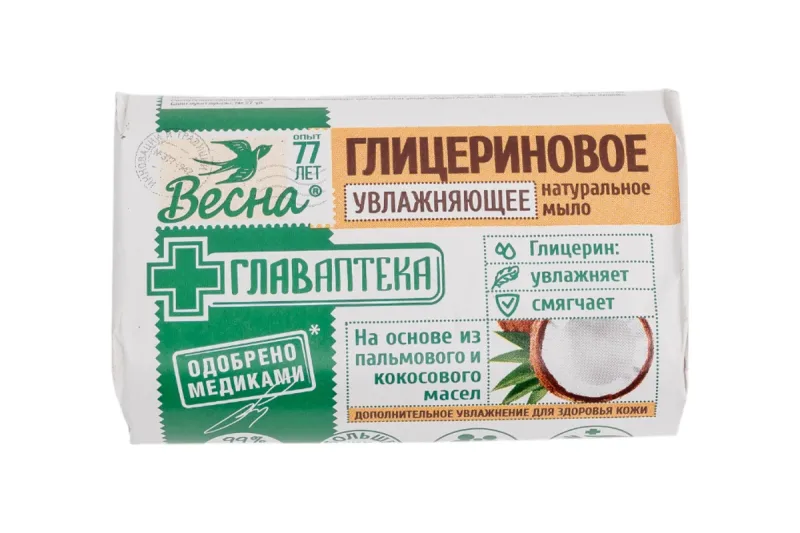 ОПЫТ
77
ЛЕТ
Весна®
ГЛИЦЕРИНОВОЕ
УВЛАЖНЯЮЩЕЕ
натуральное
мыло
ГЛАВАПТЕКА
Глицерин:
увлажняет
смягчает
ОДОБРЕНО
МЕДИКАМИ
*
На основе из
пальмового и
кокосового
масел
ДОПОЛНИТЕЛЬНОЕ УВЛАЖНЕНИЕ ДЛЯ ЗДОРОВЬЯ КОЖИ
99%